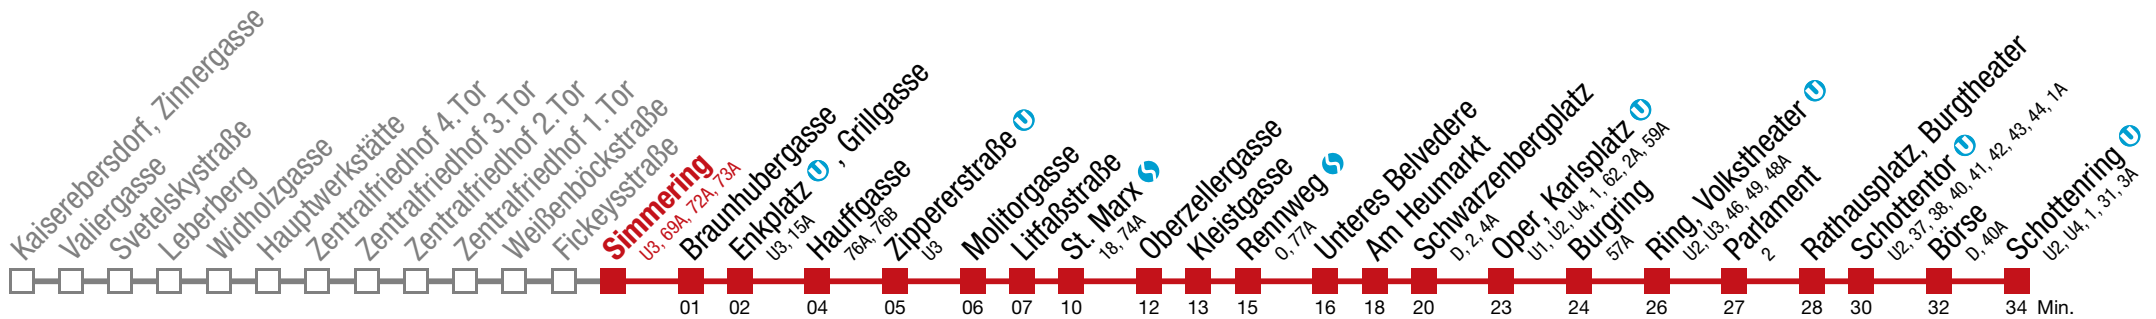 Kaiserebersdorf, Zinnergasse
Valiergasse
Svetelskystraße
Leberberg
Widholzgasse
Hauptwerkstätte
Zentralfriedhof 4.Tor
Zentralfriedhof 3.Tor
Zentralfriedhof 2.Tor
Zentralfriedhof 1.Tor
Weißenböckstraße
Fickeysstraße
Simmering
U3, 69A, 72A, 73A
Braunhubergasse
Enkplatz U , Grillgasse
U3, 15A
Hauffgasse
76A, 76B
Zippererstraße U
U3
Molitorgasse
Litfaßstraße
St. Marx S
18, 74A
Oberzellergasse
Kleistgasse
Rennweg S
O, 77A
Unteres Belvedere
Am Heumarkt
Schwarzenbergplatz
D, 2, 4A
Oper, Karlsplatz U
U1, U2, U4, 1, 62, 2A, 59A
Burgring
57A
Ring, Volkstheater U
U2, U3, 46, 49, 48A
Parlament
2
Rathausplatz, Burgtheater
Schottentor U
U2, 37, 38, 40, 41, 42, 43, 44, 1A
Börse
D, 40A
Schottenring U
U2, U4, 1, 31, 3A
01 02 04 05 06 07 10 12 13 15 16 18 20 23 24 26 27 28 30 32 34 Min.